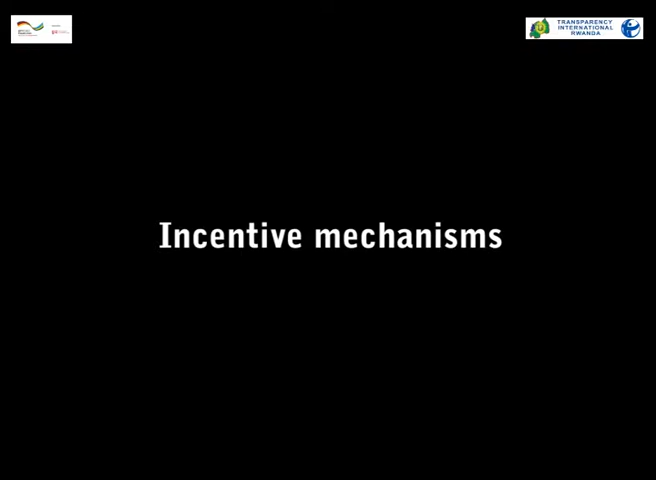 TRANSPARENCY
INTERNATIONAL
RWANDA
Incentive mechanisms